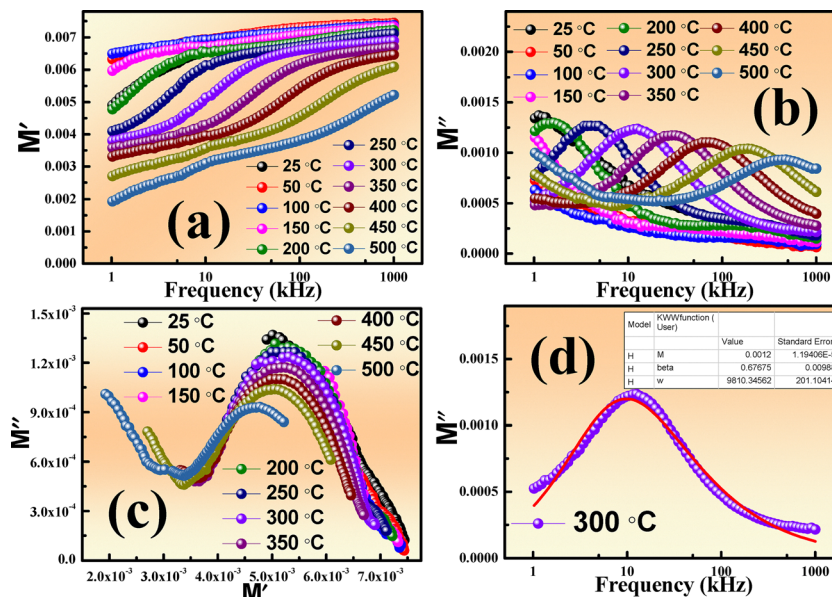 0.007
0.006
0.005
0.004
0.003
0.002
0.001
0.000
M′
25 °C
50 °C
100 °C
150 °C
200 °C
250 °C
300 °C
350 °C
400 °C
450 °C
500 °C
(a)
1 10 100 1000
Frequency (kHz)
0.0020
0.0015
0.0010
0.0005
0.0000
M″
25 °C 200 °C 400 °C
50 °C 250 °C 450 °C
100 °C 300 °C 500 °C
150 °C 350 °C
(b)
1 10 100 1000
Frequency (kHz)
1.5x10⁻³
1.2x10⁻³
9.0x10⁻⁴
6.0x10⁻⁴
3.0x10⁻⁴
0.0
M″
25 °C 400 °C
50 °C 450 °C
100 °C 500 °C
150 °C
200 °C
250 °C
300 °C
350 °C
(c)
2.0x10⁻³ 3.0x10⁻³ 4.0x10⁻³ 5.0x10⁻³ 6.0x10⁻³ 7.0x10⁻³
M′
0.0020
0.0015
0.0010
0.0005
0.0000
M″
Model KWWfunction (
User)
Value Standard Error
H M 0.0012
H beta 0.67675
H w 9810.34562 201.1041
(d)
300 °C
1 10 100 1000
Frequency (kHz)